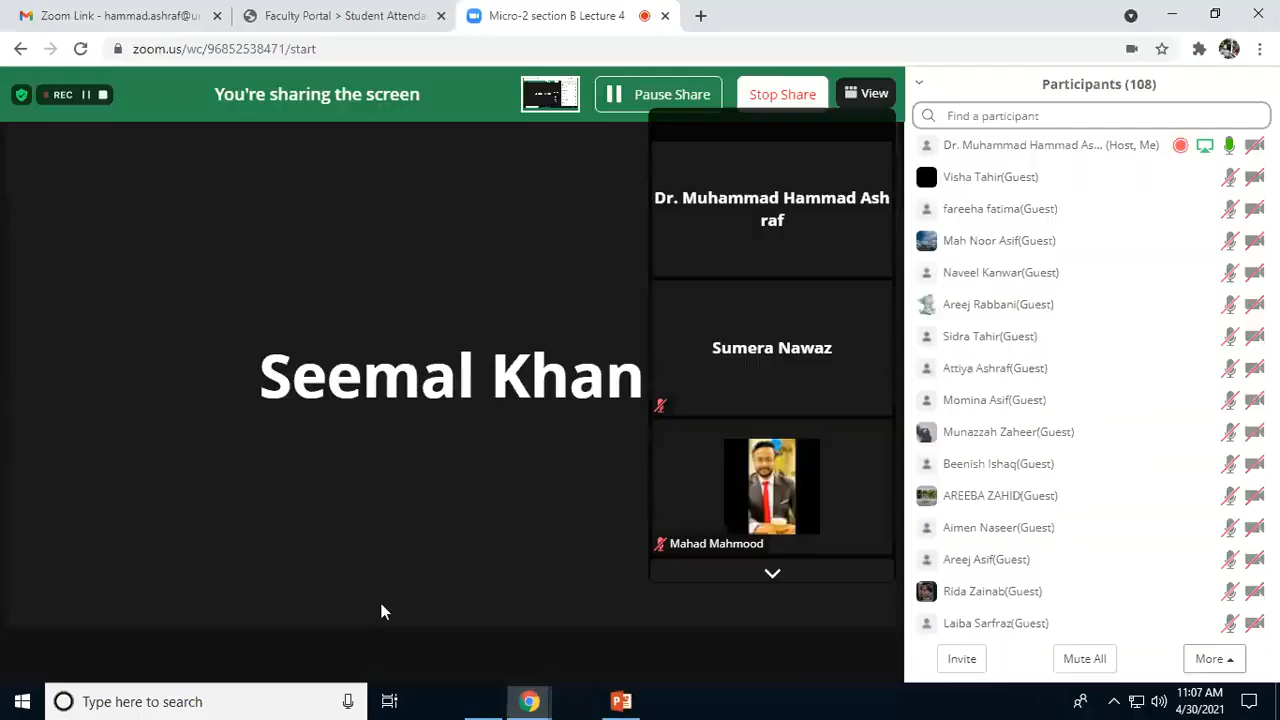 Zoom Link - hammad.ashraf@u
Faculty Portal > Student Attenda
Micro-2 section B Lecture 4
zoom.us/wc/96852538471/start
REC
You're sharing the screen
Pause Share
Stop Share
View
Dr. Muhammad Hammad Ash
raf
Sumera Nawaz
Seemal Khan
Mahad Mahmood
Participants (108)
Find a participant
Dr. Muhammad Hammad As... (Host, Me)
Visha Tahir(Guest)
fareeha fatima(Guest)
Mah Noor Asif(Guest)
Naveel Kanwar(Guest)
Areej Rabbani(Guest)
Sidra Tahir(Guest)
Attiya Ashraf(Guest)
Momina Asif(Guest)
Munazzah Zaheer(Guest)
Beenish Ishaq(Guest)
AREEBA ZAHID(Guest)
Aimen Naseer(Guest)
Areej Asif(Guest)
Rida Zainab(Guest)
Laiba Sarfraz(Guest)
Invite
Mute All
More
Type here to search
11:07 AM
4/30/2021